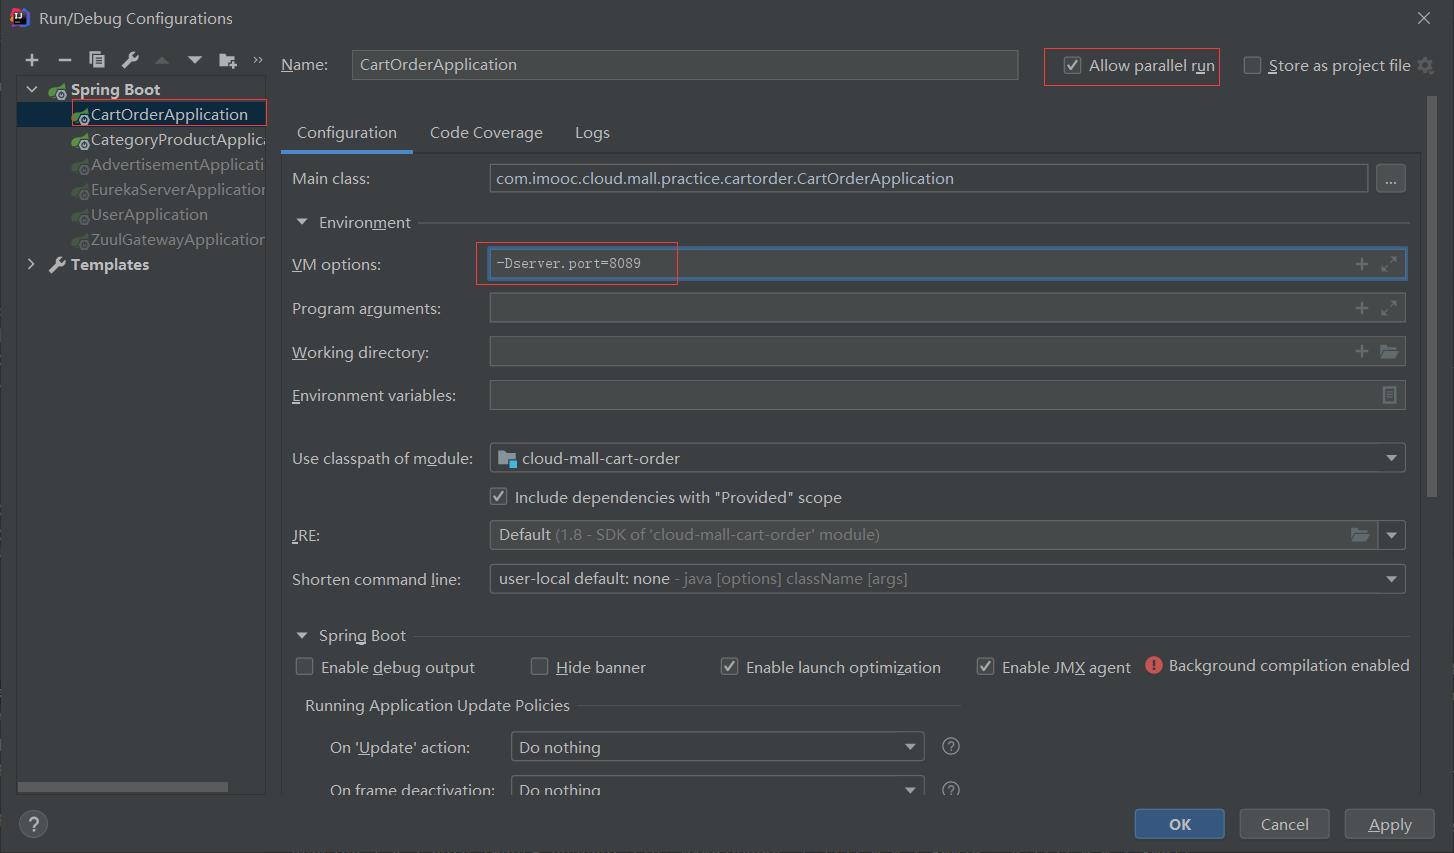 Run/Debug Configurations
Name: CartOrderApplication Allow parallel run Store as project file
Spring Boot
CartOrderApplication
CategoryProductApplica
AdvertisementApplicati
EurekaServerApplication
UserApplication
ZuulGatewayApplication
Templates
Configuration Code Coverage Logs
Main class: com.imooc.cloud.mall.practice.cartorder.CartOrderApplication ...
Environment
VM options: -Dserver.port=8089
Program arguments:
Working directory:
Environment variables:
Use classpath of module: cloud-mall-cart-order
Include dependencies with "Provided" scope
JRE: Default (1.8 - SDK of 'cloud-mall-cart-order' module)
Shorten command line: user-local default: none - java [options] className [args]
Spring Boot
Enable debug output Hide banner Enable launch optimization Enable JMX agent Background compilation enabled
Running Application Update Policies
On 'Update' action: Do nothing ?
On frame deactivation: Do nothing ?
? OK Cancel Apply